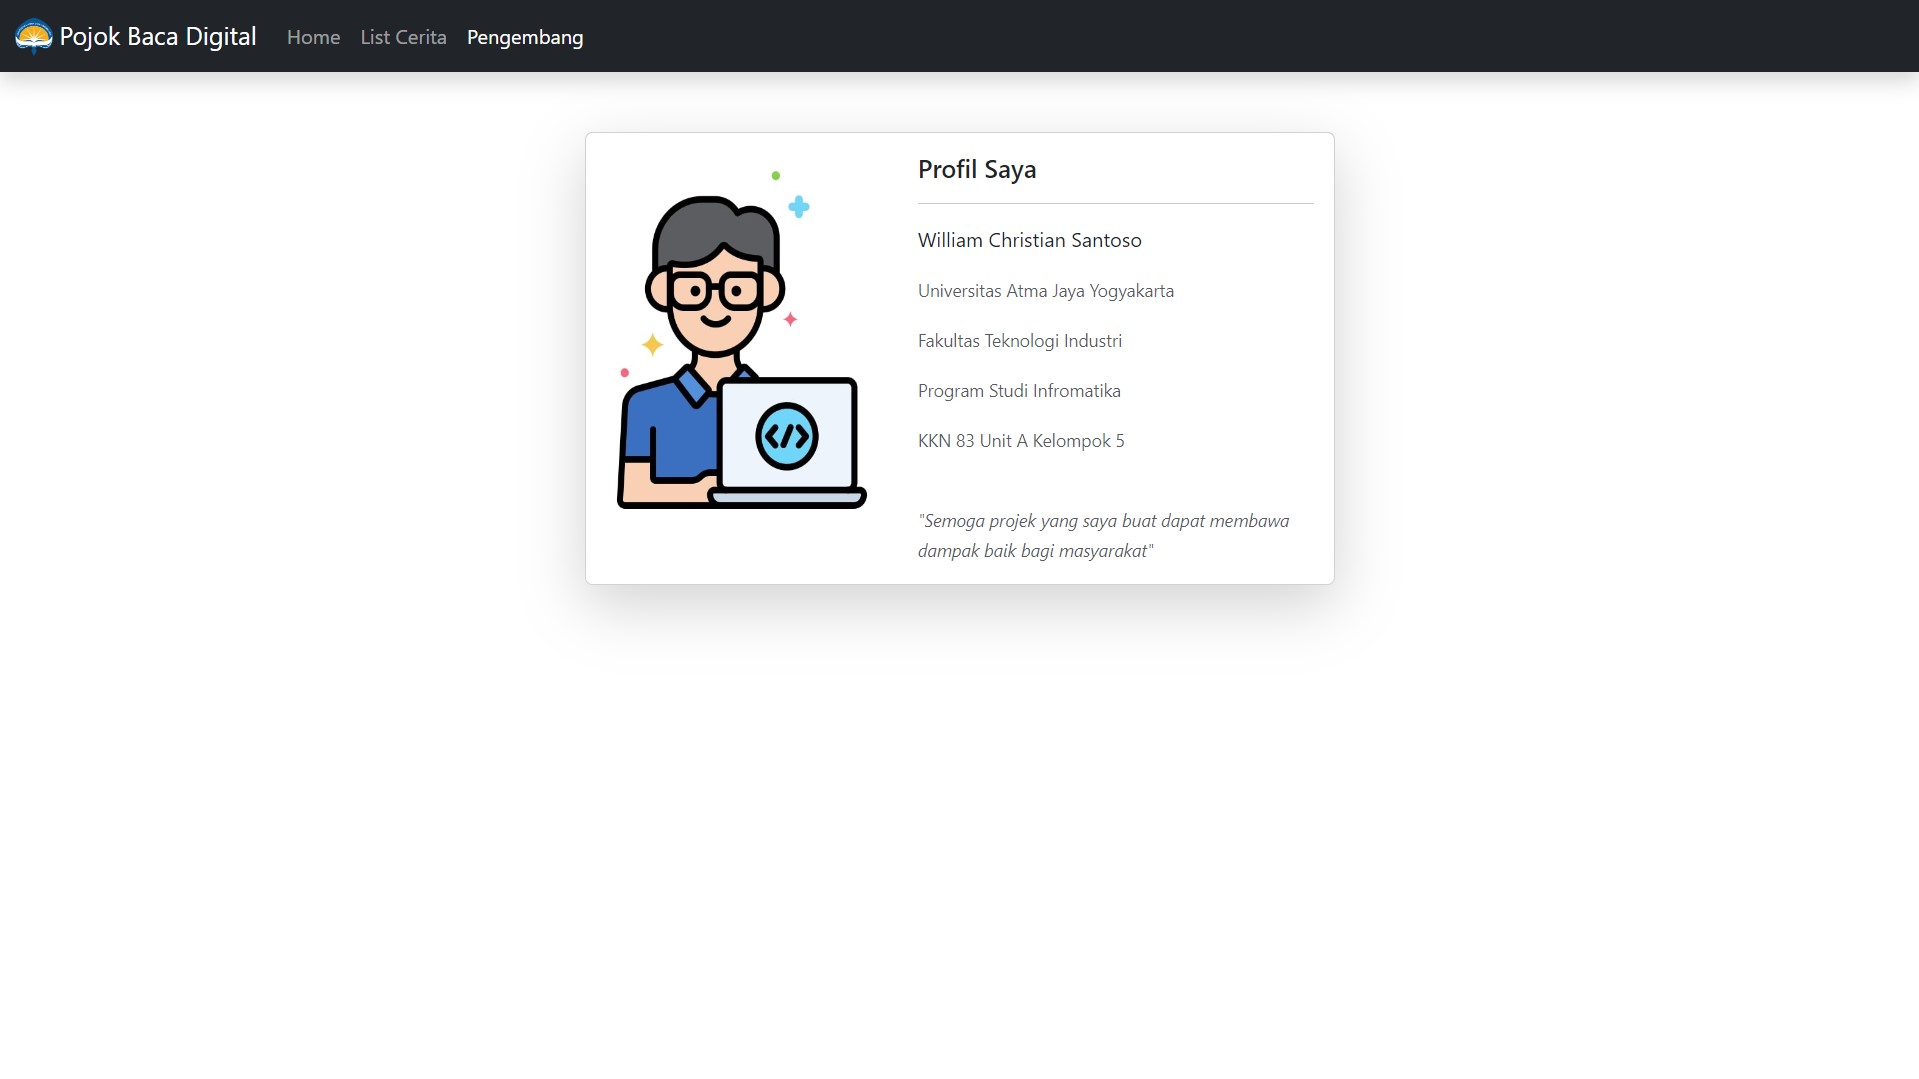 Pojok Baca Digital
Home
List Cerita
Pengembang
Profil Saya
William Christian Santoso
Universitas Atma Jaya Yogyakarta
Fakultas Teknologi Industri
Program Studi Infromatika
KKN 83 Unit A Kelompok 5
"Semoga projek yang saya buat dapat membawa
dampak baik bagi masyarakat"